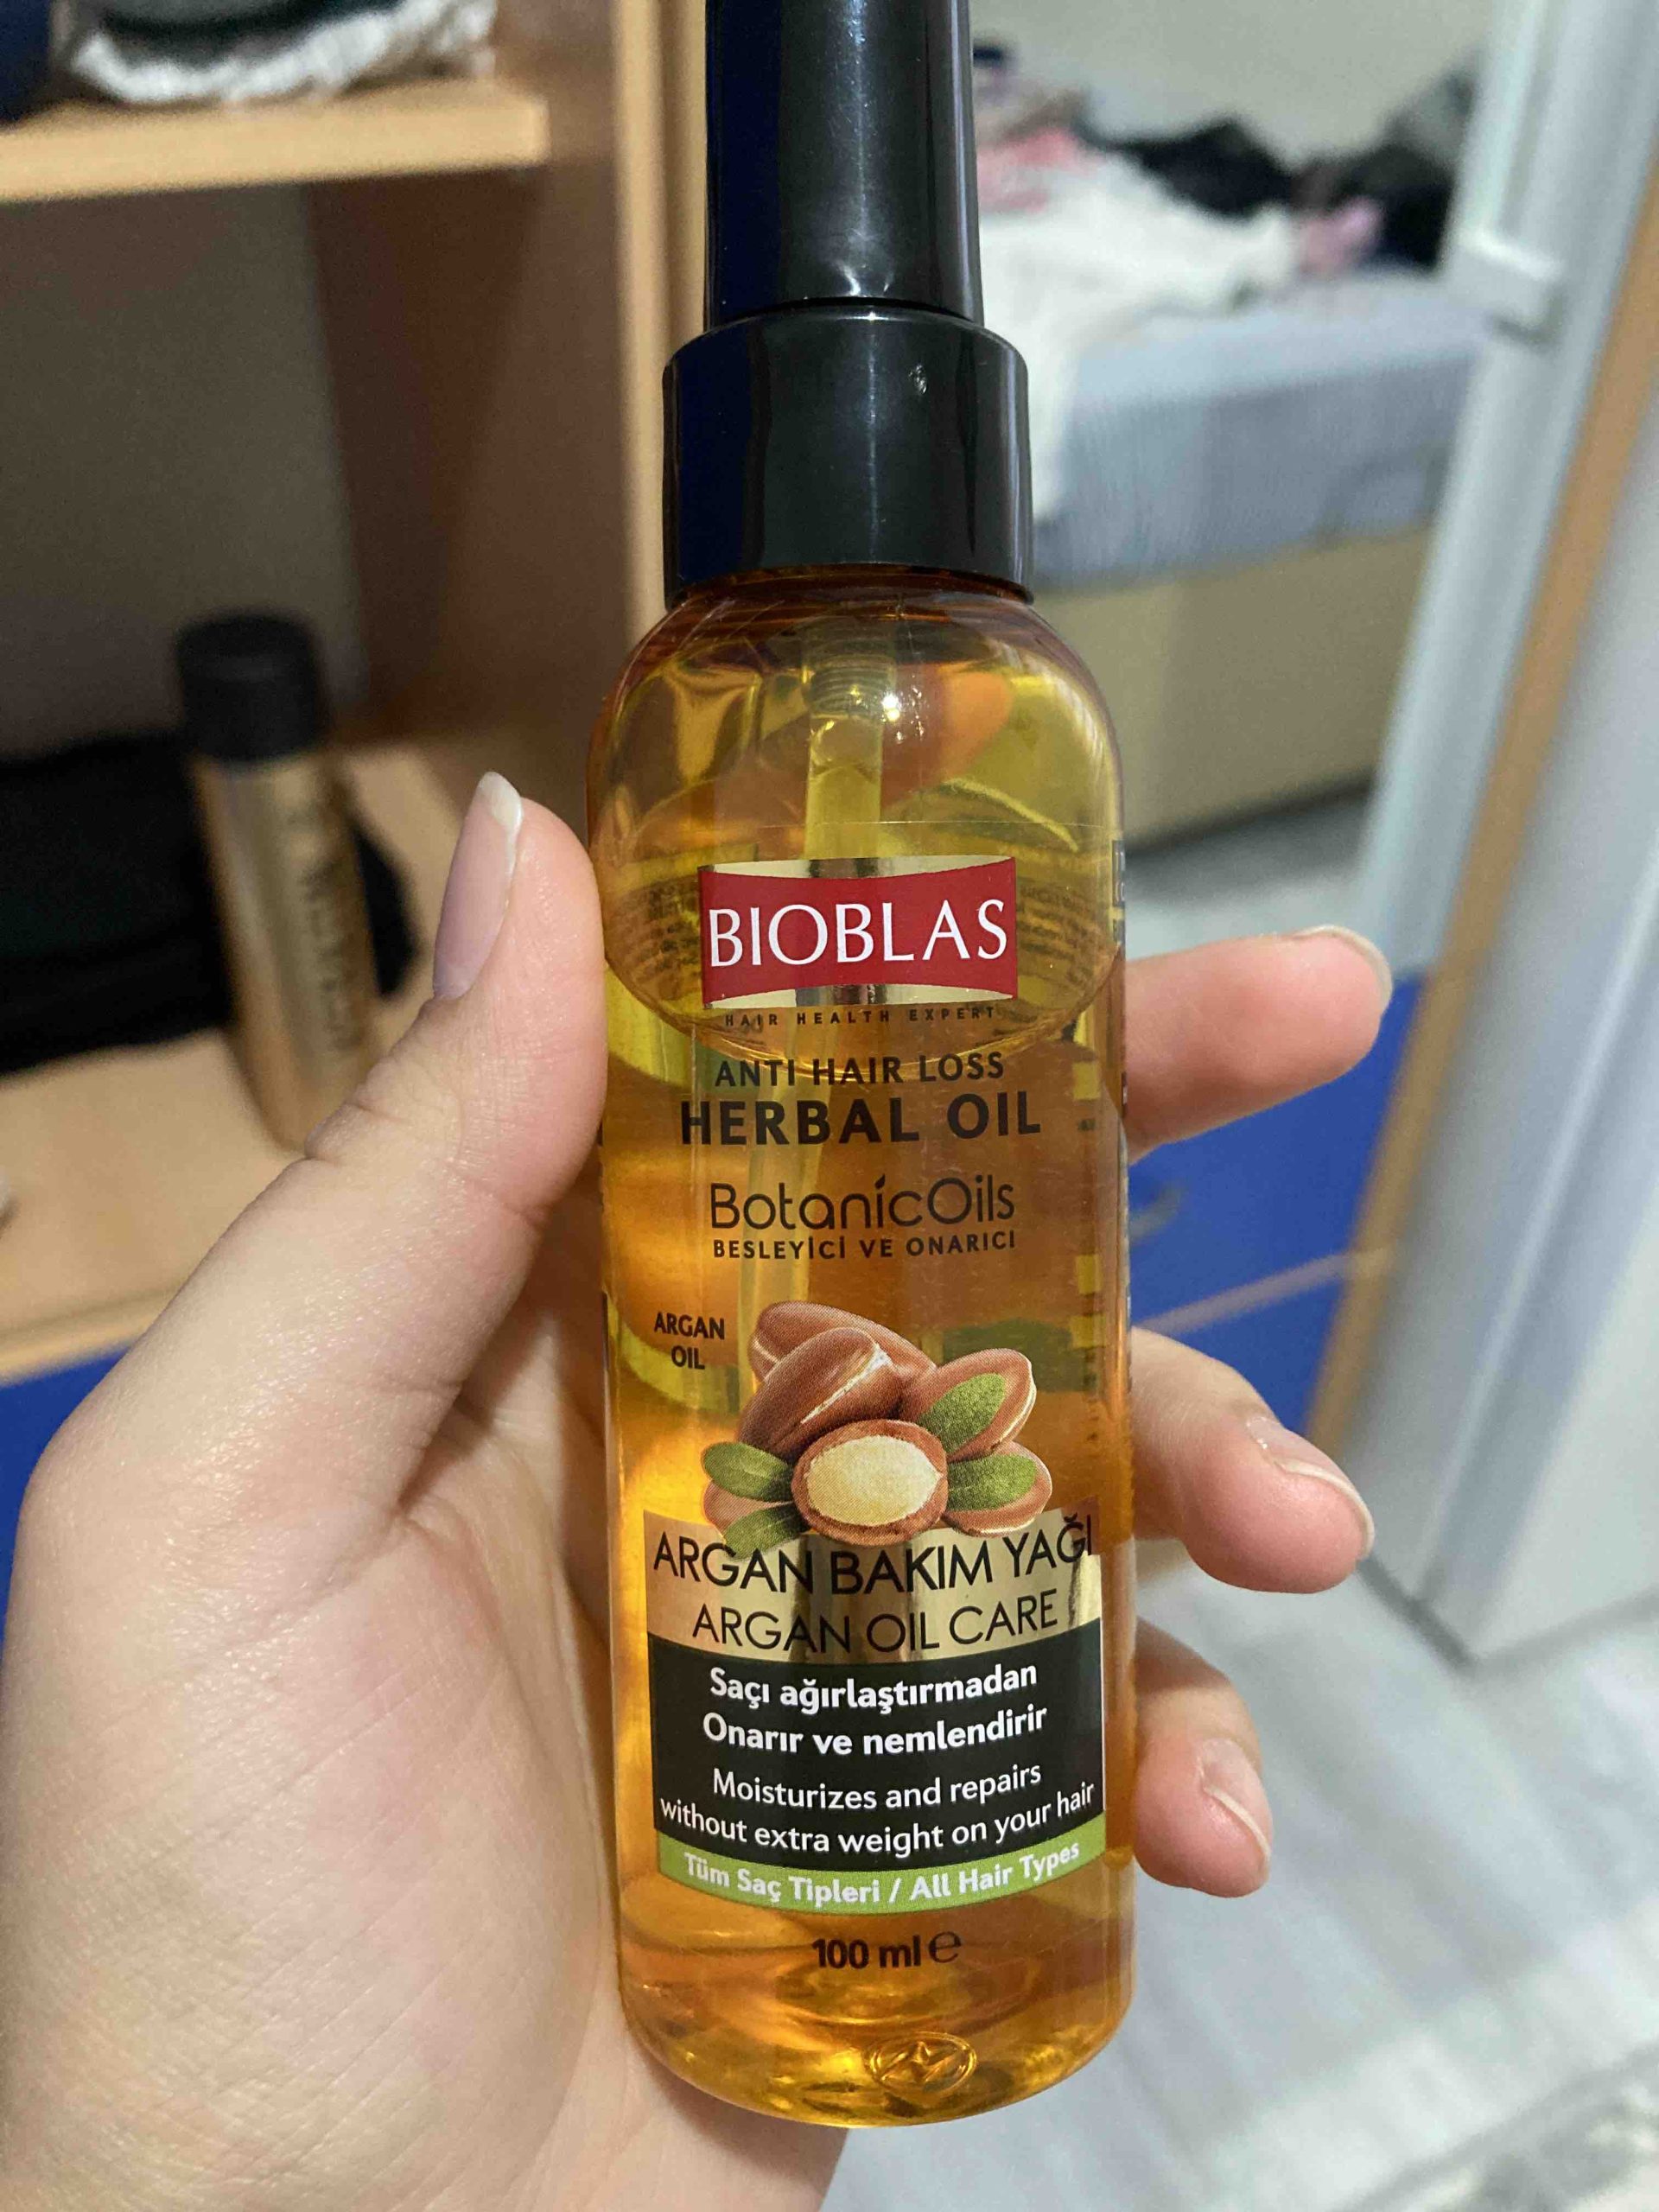 BIOBLAS
HAIR HEALTH EXPERT
ANTI HAIR LOSS
HERBAL OIL
BotanicOils
BESLEYİCİ VE ONARICI
ARGAN
OIL
ARGAN BAKIM YAĞI
ARGAN OIL CARE
Saçı ağırlaştırmadan
Onarır ve nemlendirir
Moisturizes and repairs
without extra weight on your hair
Tüm Saç Tipleri / All Hair Types
100 ml e